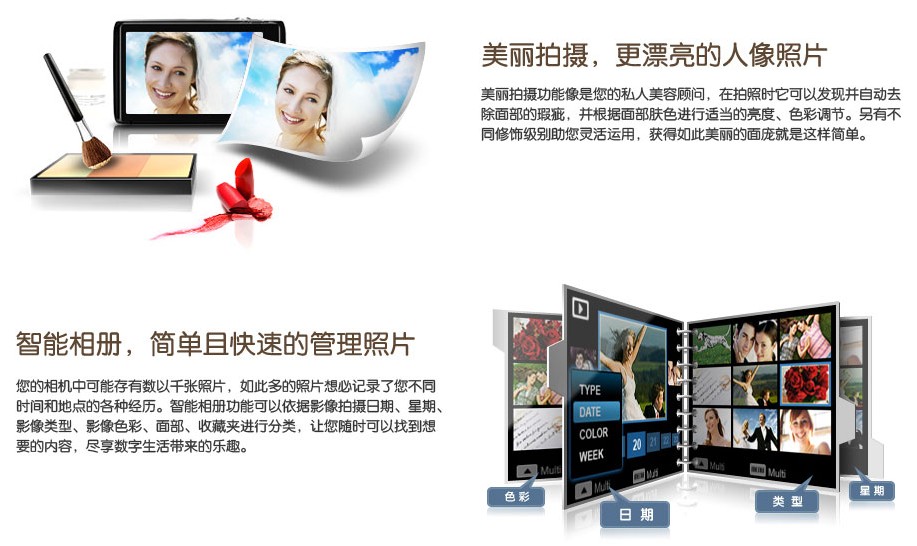 美丽拍摄，更漂亮的人像照片
美丽拍摄功能像是您的私人美容顾问，在拍照时它可以发现并自动去
除面部的瑕疵，并根据面部肤色进行适当的亮度、色彩调节。另有不
同修饰级别助您灵活运用，获得如此美丽的面庞就是这样简单。
智能相册，简单且快速的管理照片
您的相机中可能存有数以千张照片，如此多的照片想必记录了您不同
时间和地点的各种经历。智能相册功能可以依据影像拍摄日期、星期、
影像类型、影像色彩、面部、收藏夹进行分类，让您随时可以找到想
要的内容，尽享数字生活带来的乐趣。
TYPE
DATE
COLOR
WEEK
20 21 22
Multi
Multi
Multi
Multi
Multi
色彩
日期
类型
星期